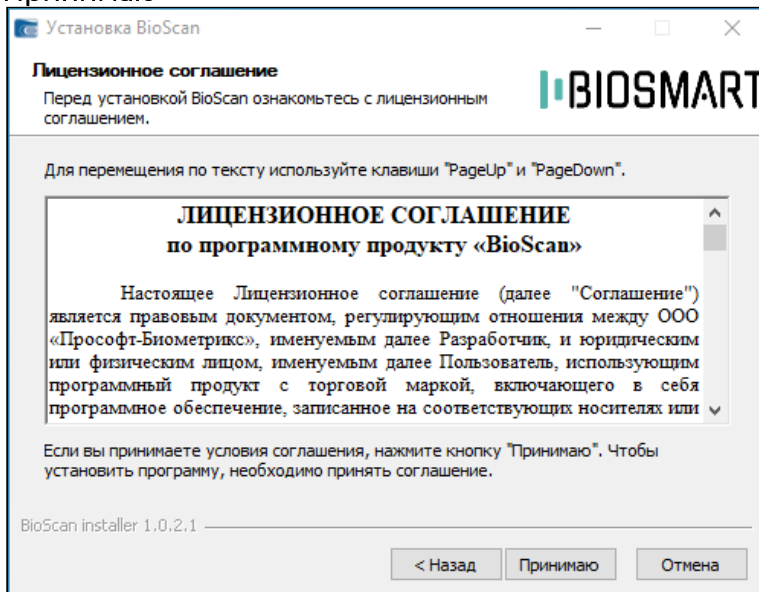 Установка BioScan
Лицензионное соглашение
Перед установкой BioScan ознакомьтесь с лицензионным
соглашением.
BIOSMART
Для перемещения по тексту используйте клавиши "PageUp" и "PageDown".
ЛИЦЕНЗИОННОЕ СОГЛАШЕНИЕ
по программному продукту «BioScan»
Настоящее Лицензионное соглашение (далее "Соглашение")
является правовым документом, регулирующим отношения между ООО
«Прософт-Биометрикс», именуемым далее Разработчик, и юридическим
или физическим лицом, именуемым далее Пользователь, использующим
программный продукт с торговой маркой, включающего в себя
программное обеспечение, записанное на соответствующих носителях или
Если вы принимаете условия соглашения, нажмите кнопку "Принимаю". Чтобы
установить программу, необходимо принять соглашение.
BioScan installer 1.0.2.1
< Назад Принимаю Отмена